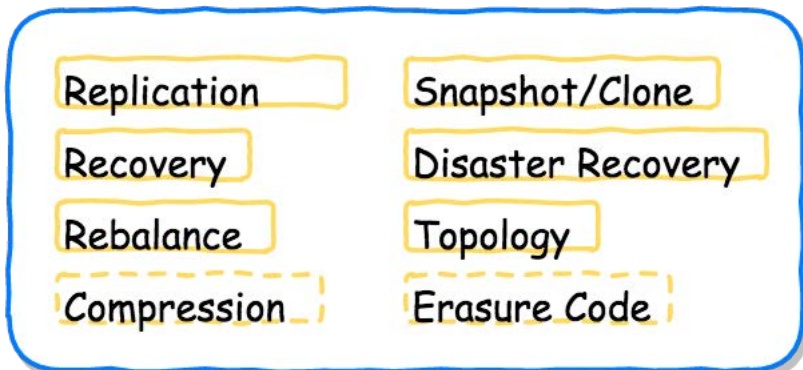 Replication
Recovery
Rebalance
Compression
Snapshot/Clone
Disaster Recovery
Topology
Erasure Code